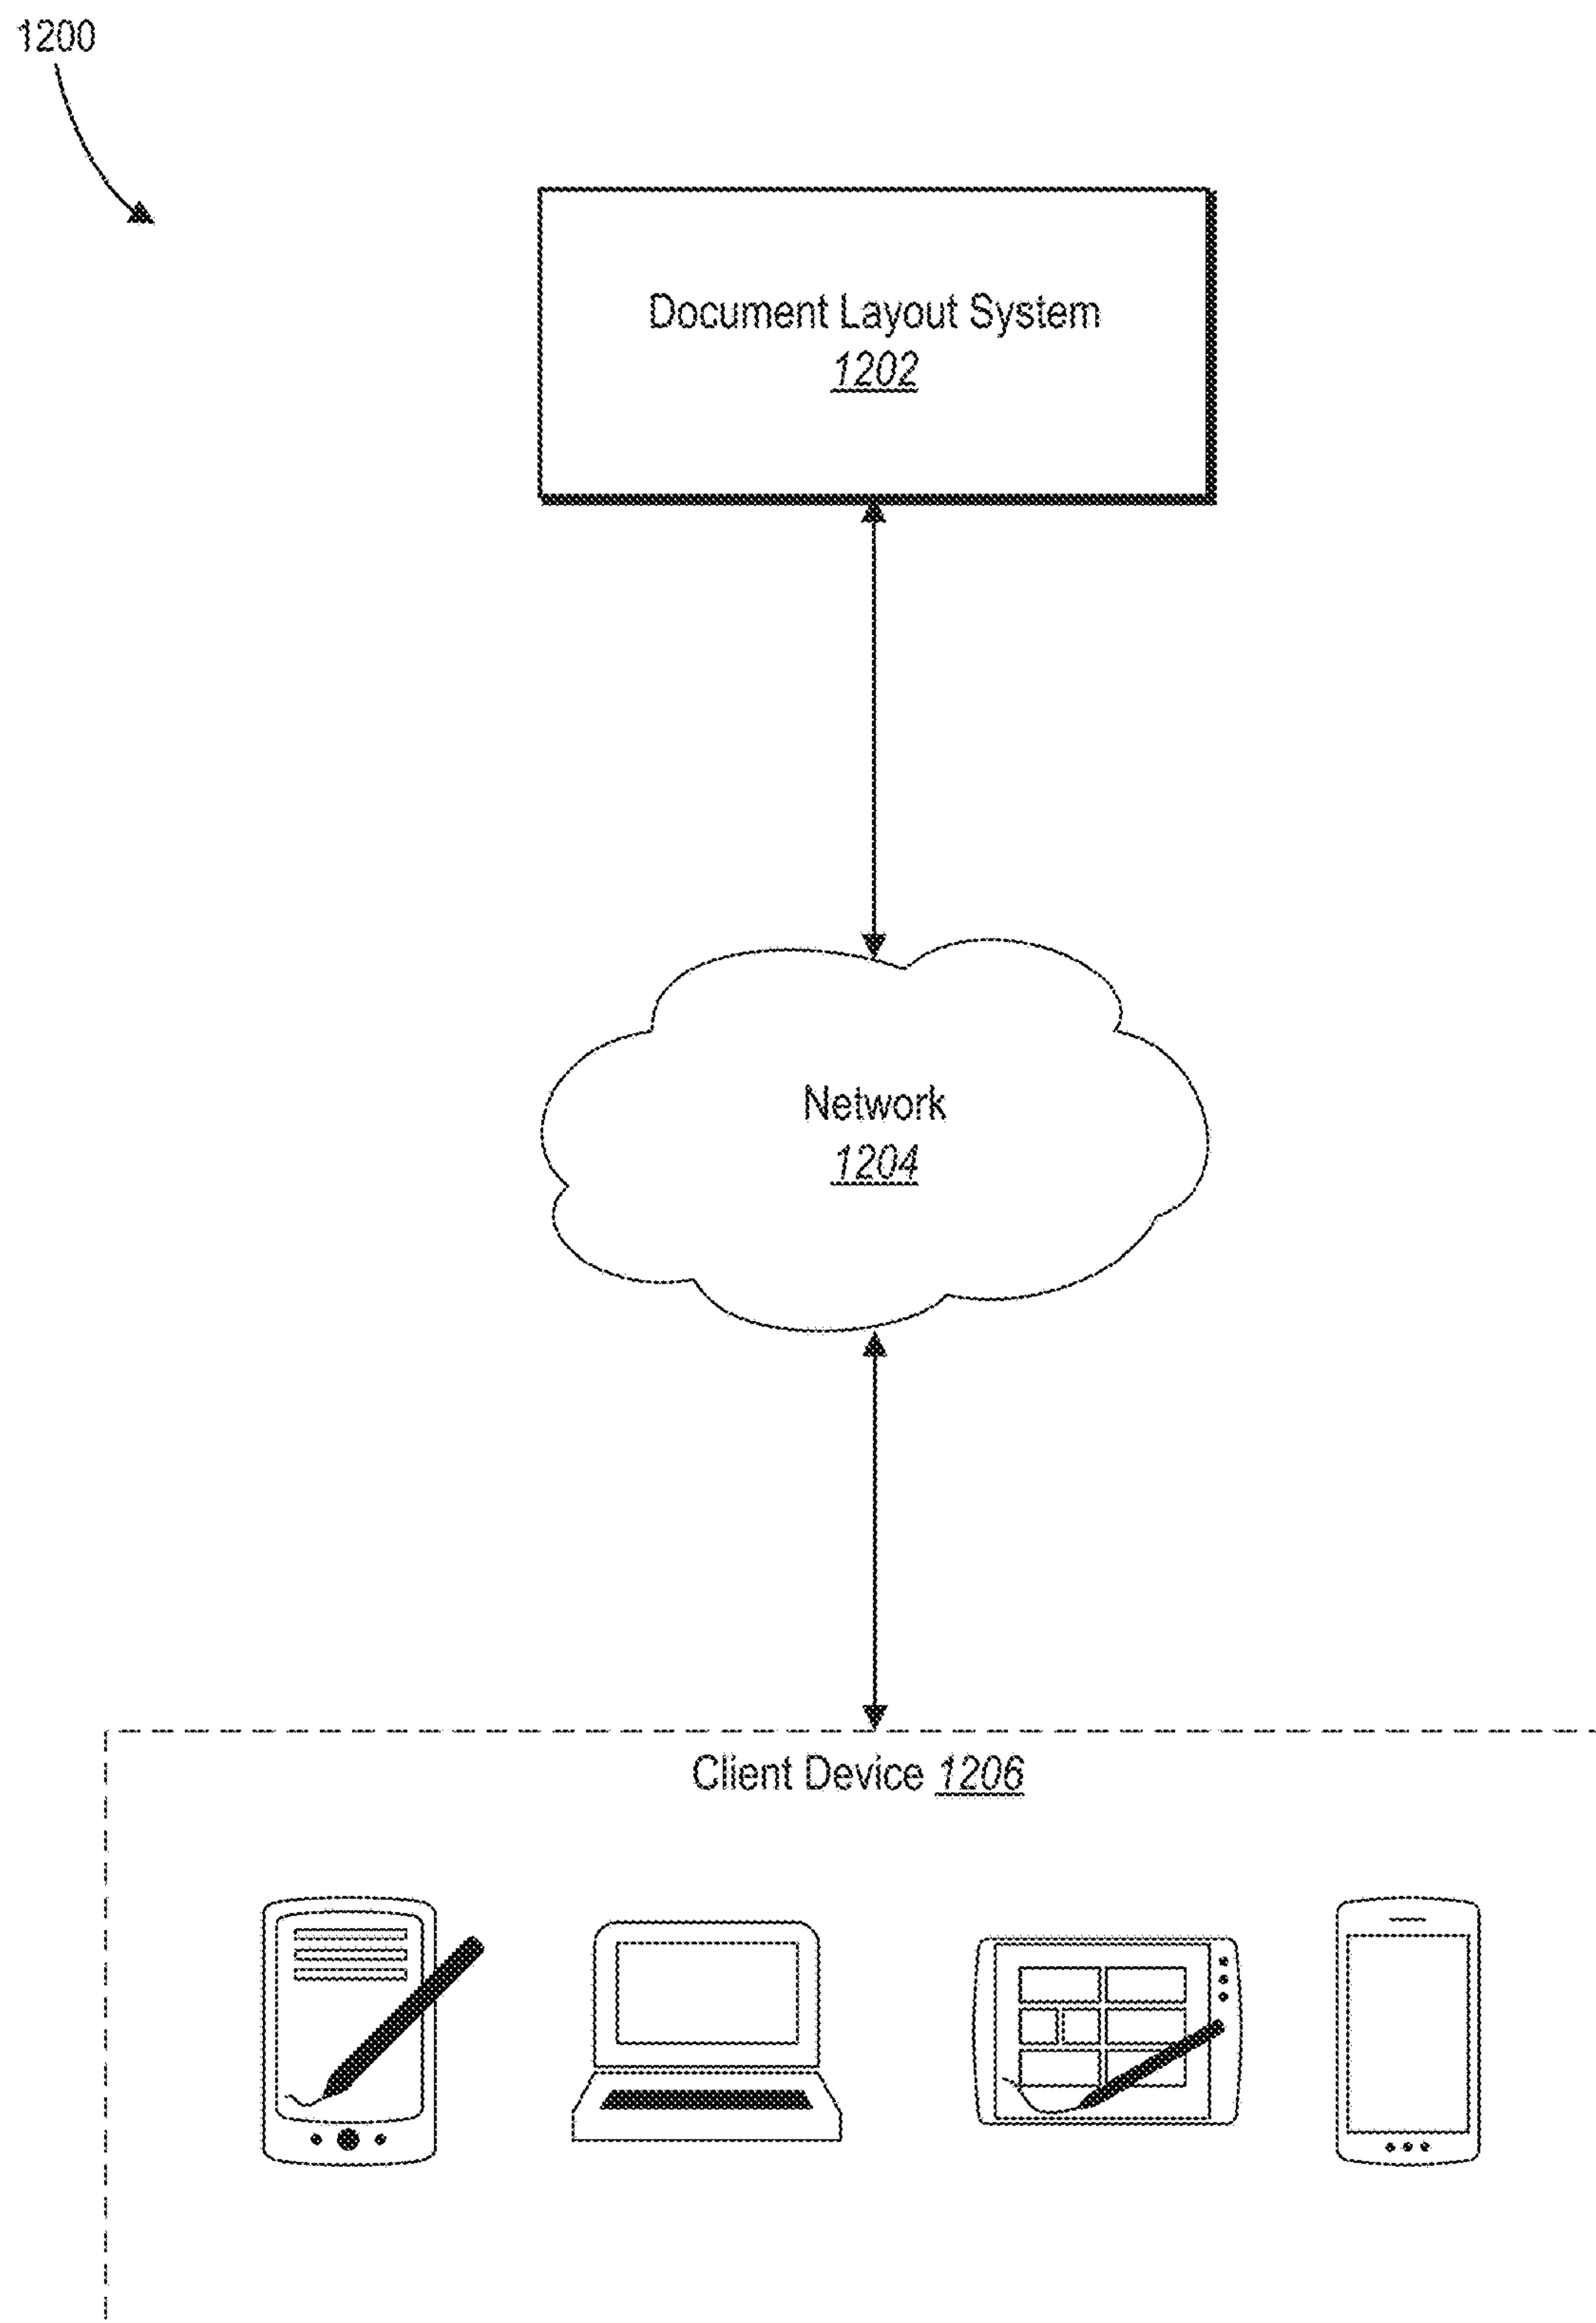 1200
Document Layout System
1202
Network
1204
Client Device 1206